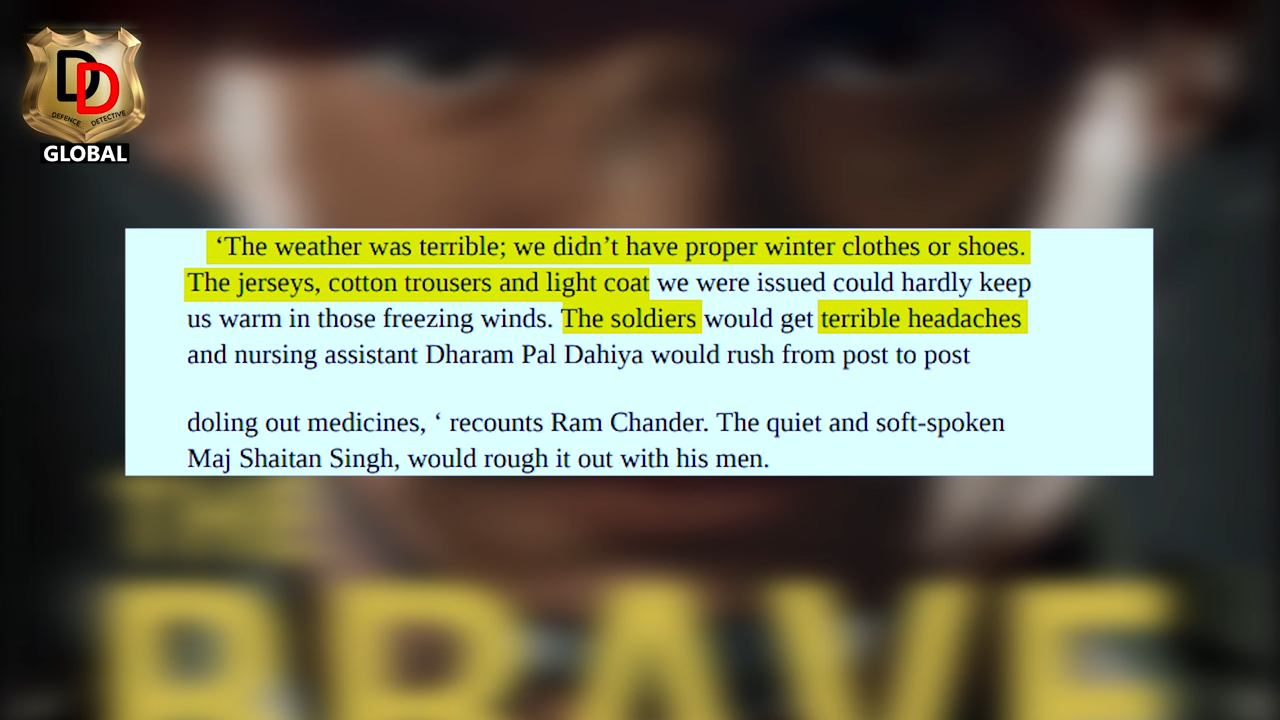 DD
DEFENCE DETECTIVE
GLOBAL
‘The weather was terrible; we didn’t have proper winter clothes or shoes.
The jerseys, cotton trousers and light coat we were issued could hardly keep
us warm in those freezing winds. The soldiers would get terrible headaches
and nursing assistant Dharam Pal Dahiya would rush from post to post
doling out medicines, ‘ recounts Ram Chander. The quiet and soft-spoken
Maj Shaitan Singh, would rough it out with his men.
THE
BRAVE